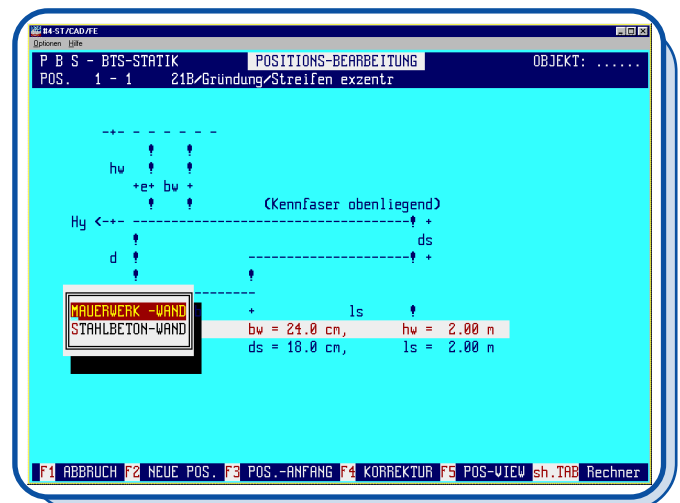 #4-ST/CAD/FE
Optionen Hilfe
P B S - BTS-STATIK POSITIONS-BEARBEITUNG OBJEKT: ......
POS. 1 - 1 21B/Gründung/Streifen exzentr
hw
+e+ bw +
(Kennfaser obenliegend)
Hy <-+- +
ds
d +
MAUERWERK -WAND
STAHLBETON-WAND
+ ls
bw = 24.0 cm, hw = 2.00 m
ds = 18.0 cm, ls = 2.00 m
F1 ABBRUCH F2 NEUE POS. F3 POS.-ANFANG F4 KORREKTUR F5 POS-VIEW sh.TAB Rechner